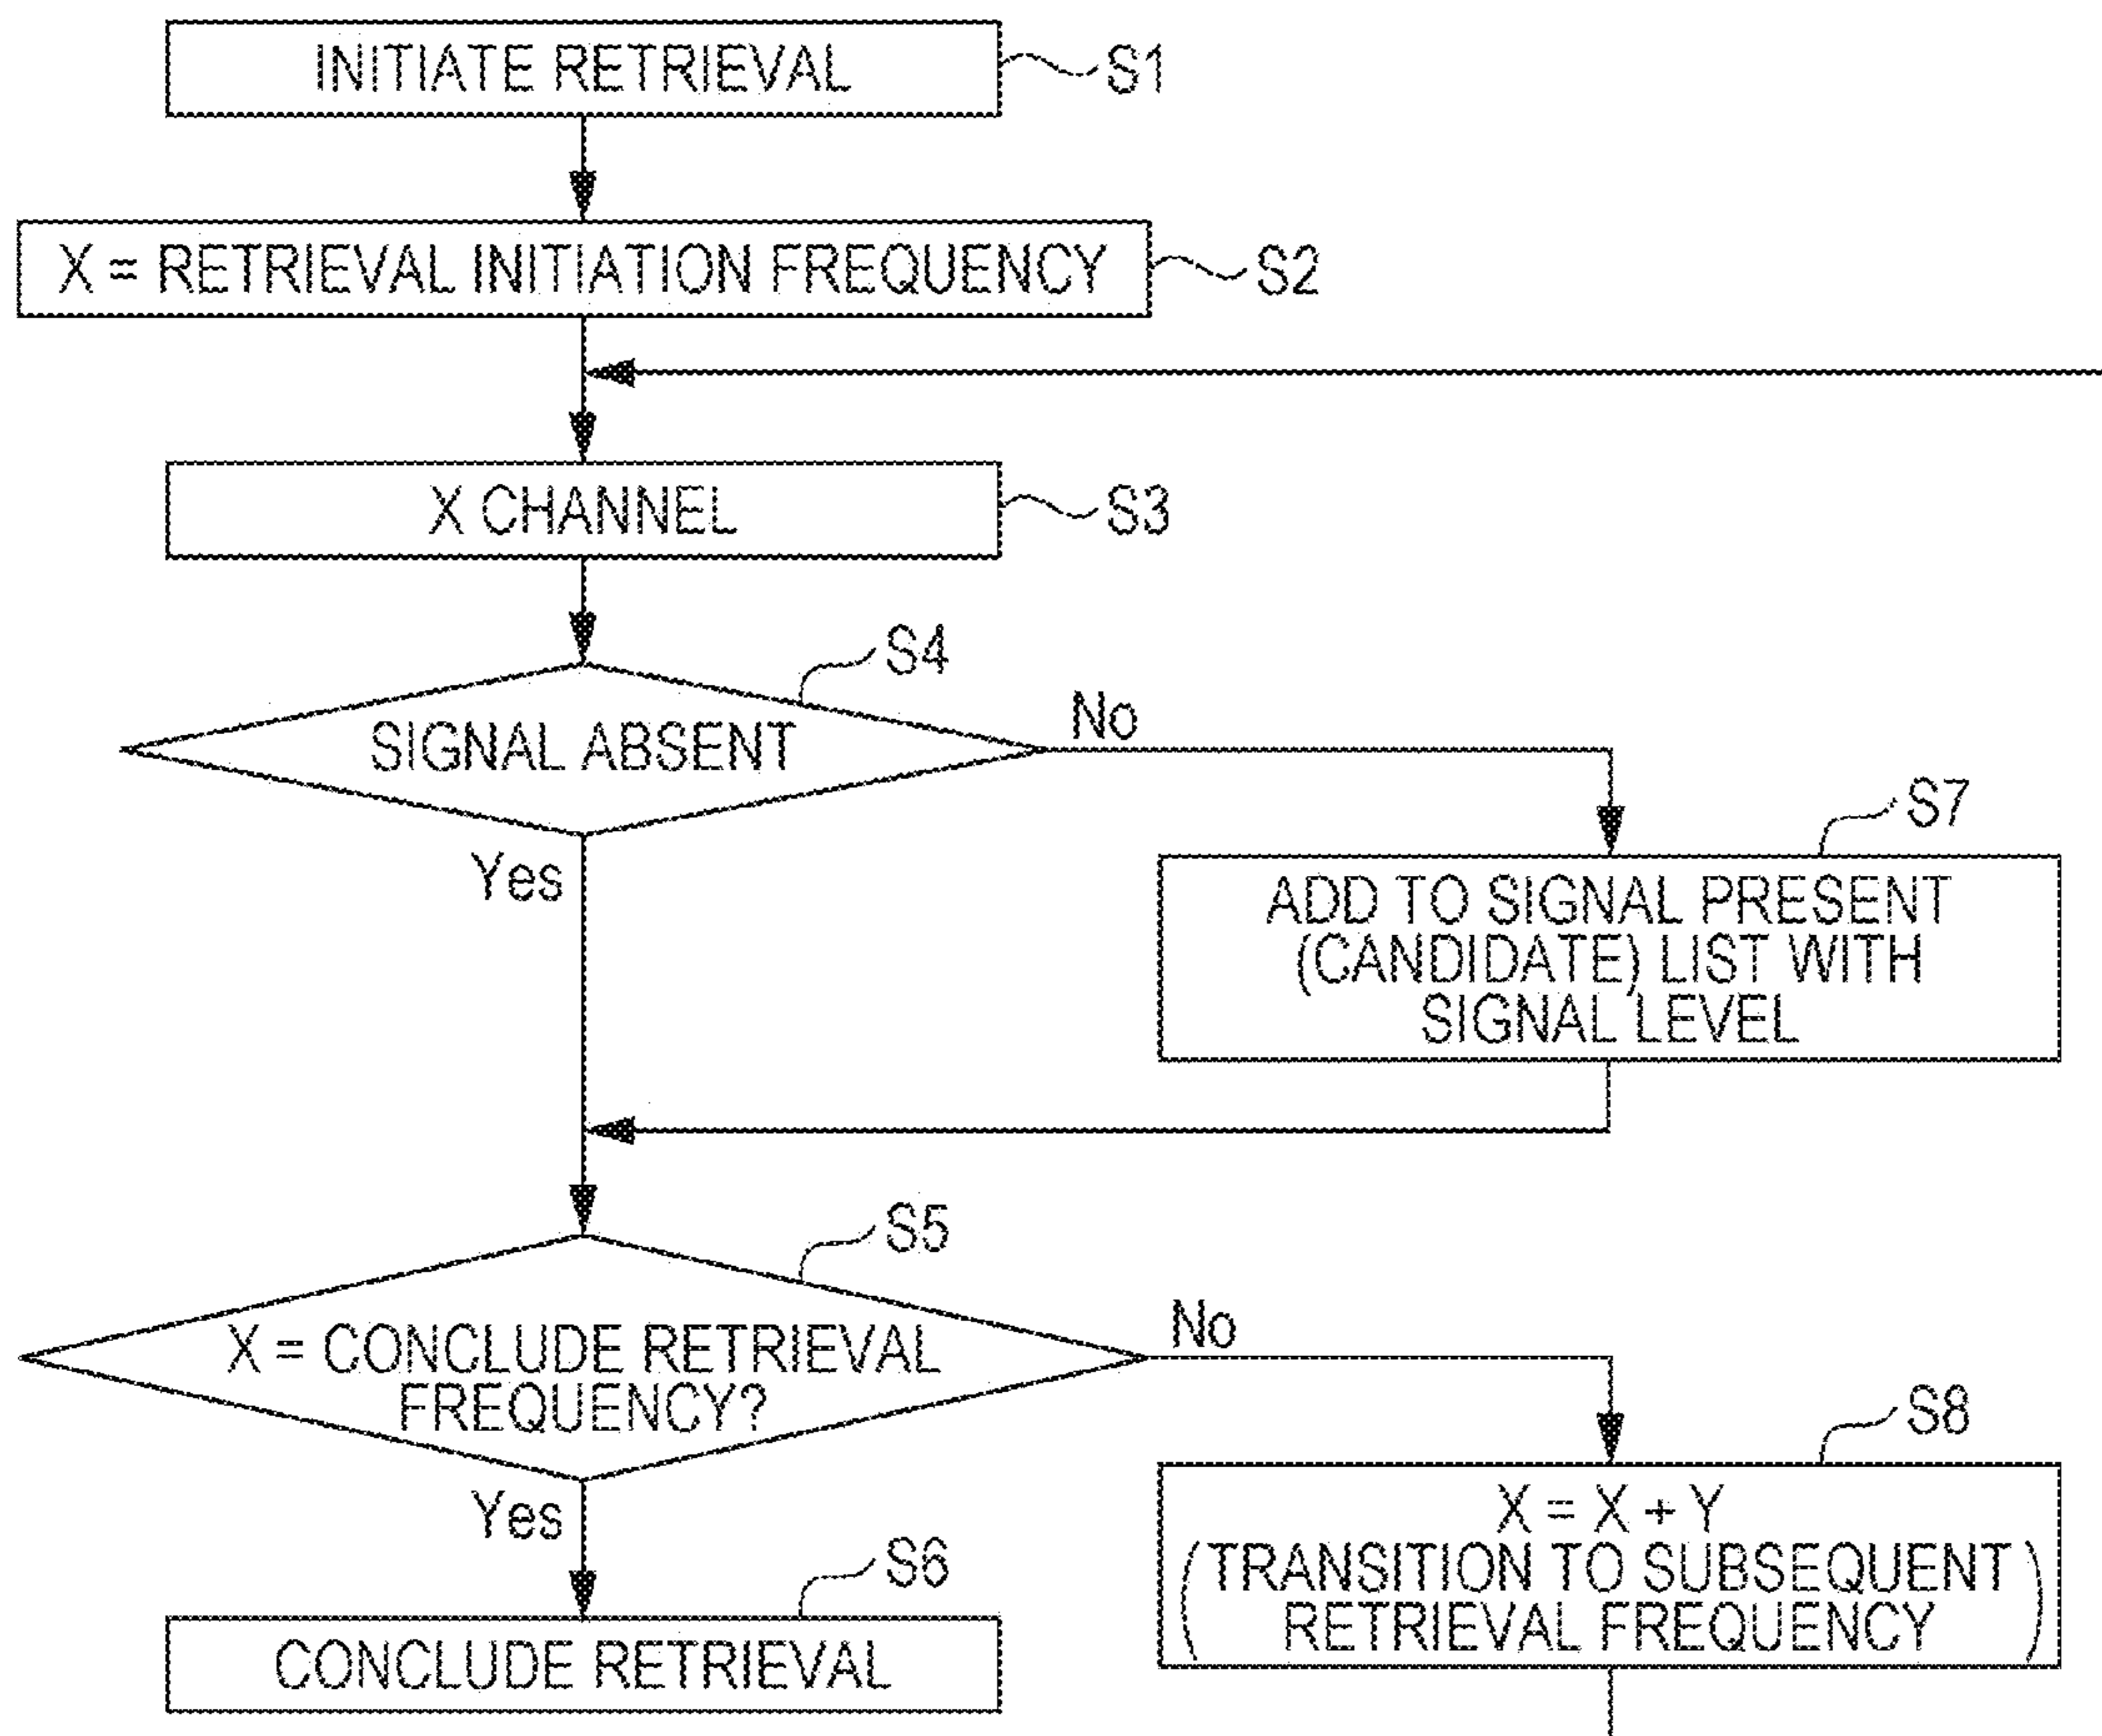 INITIATE RETRIEVAL
S1
X = RETRIEVAL INITIATION FREQUENCY
S2
X CHANNEL
S3
S4
SIGNAL ABSENT
No
Yes
S7
ADD TO SIGNAL PRESENT
(CANDIDATE) LIST WITH
SIGNAL LEVEL
S5
X = CONCLUDE RETRIEVAL
FREQUENCY?
No
Yes
S8
X = X + Y
(TRANSITION TO SUBSEQUENT
RETRIEVAL FREQUENCY)
S6
CONCLUDE RETRIEVAL